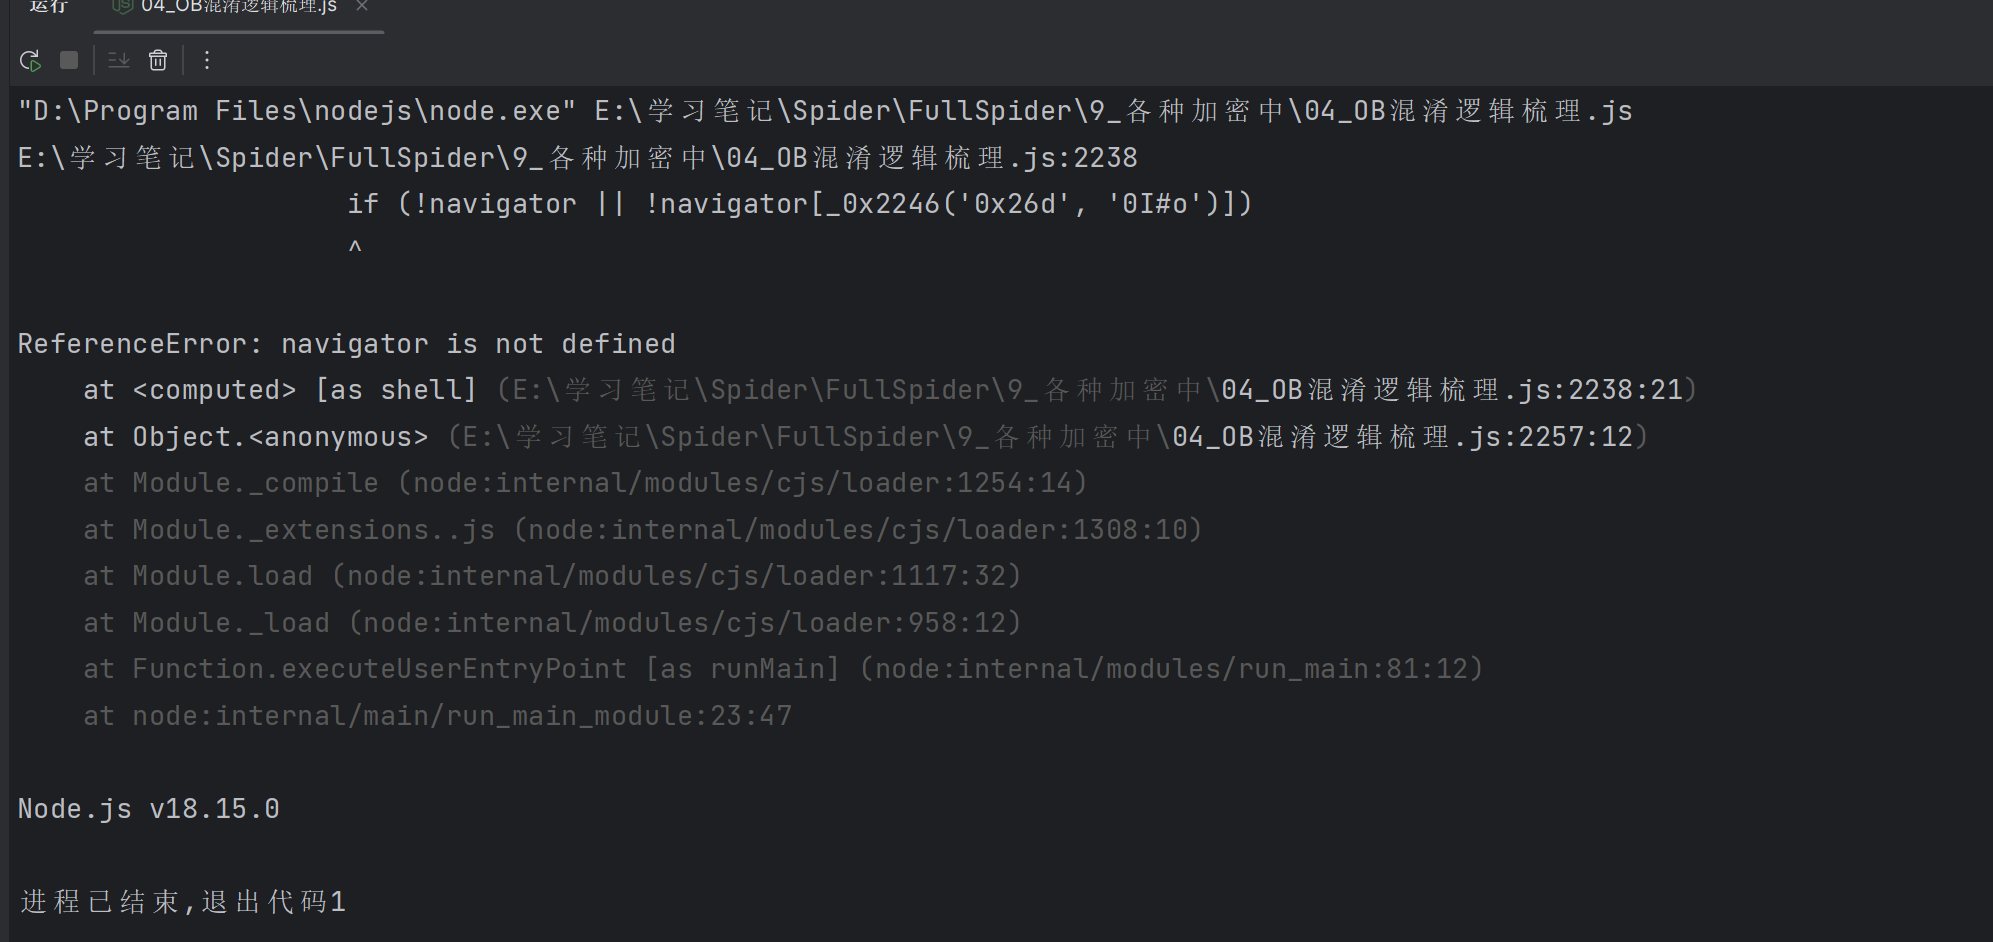 运行 04_OB混淆逻辑梳理.js
"D:\Program Files\nodejs\node.exe" E:\学习笔记\Spider\FullSpider\9_各种加密中\04_OB混淆逻辑梳理.js
E:\学习笔记\Spider\FullSpider\9_各种加密中\04_OB混淆逻辑梳理.js:2238
                    if (!navigator || !navigator[_0x2246('0x26d', '0I#o')])
                    ^
ReferenceError: navigator is not defined
    at <computed> [as shell] (E:\学习笔记\Spider\FullSpider\9_各种加密中\04_OB混淆逻辑梳理.js:2238:21)
    at Object.<anonymous> (E:\学习笔记\Spider\FullSpider\9_各种加密中\04_OB混淆逻辑梳理.js:2257:12)
    at Module._compile (node:internal/modules/cjs/loader:1254:14)
    at Module._extensions..js (node:internal/modules/cjs/loader:1308:10)
    at Module.load (node:internal/modules/cjs/loader:1117:32)
    at Module._load (node:internal/modules/cjs/loader:958:12)
    at Function.executeUserEntryPoint [as runMain] (node:internal/modules/run_main:81:12)
    at node:internal/main/run_main_module:23:47
Node.js v18.15.0
进程已结束,退出代码1